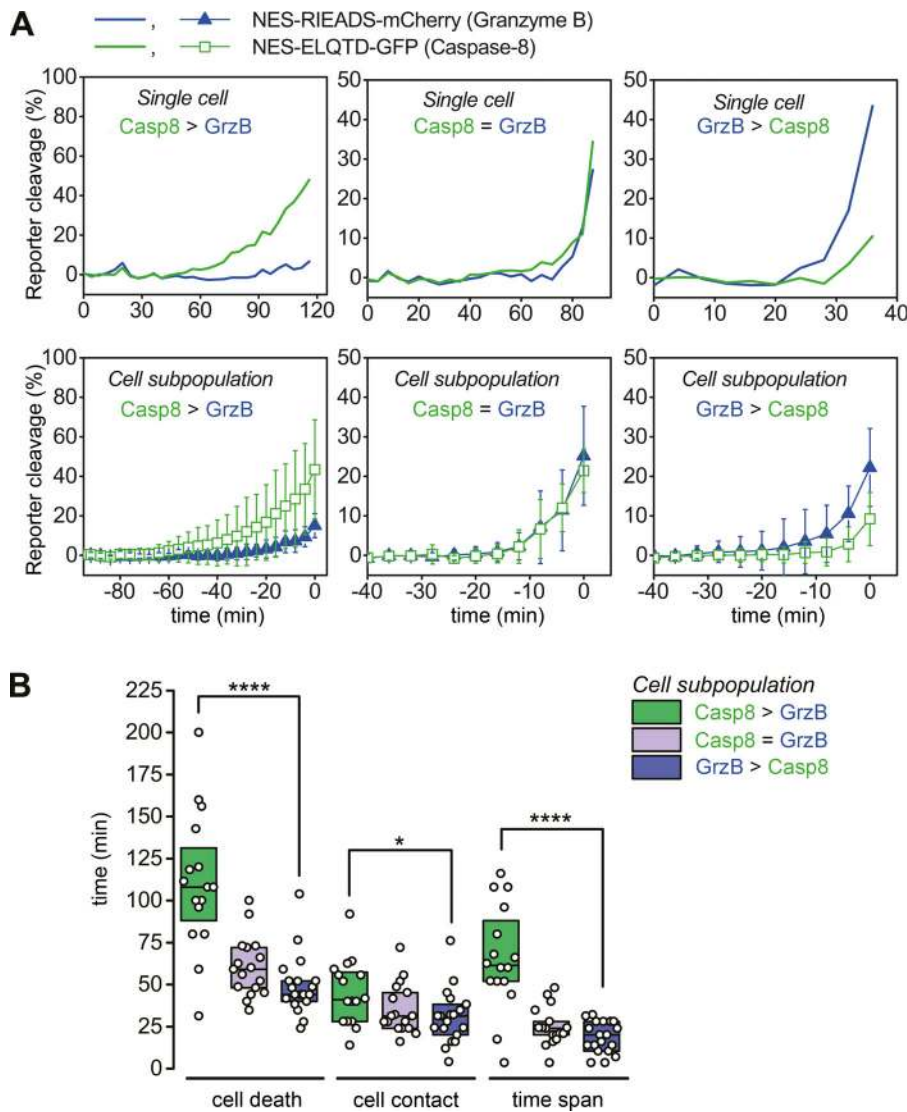 A
, NES-RIEADS-mCherry (Granzyme B)
, NES-ELQTD-GFP (Caspase-8)
Reporter cleavage (%)
100
80
60
40
20
0
Single cell
Casp8 > GrzB
0 30 60 90 120
50
40
30
20
10
0
Single cell
Casp8 = GrzB
0 20 40 60 80
50
40
30
20
10
0
Single cell
GrzB > Casp8
0 10 20 30 40
Reporter cleavage (%)
100
80
60
40
20
0
Cell subpopulation
Casp8 > GrzB
-80 -60 -40 -20 0
time (min)
50
40
30
20
10
0
Cell subpopulation
Casp8 = GrzB
-40 -30 -20 -10 0
time (min)
50
40
30
20
10
0
Cell subpopulation
GrzB > Casp8
-40 -30 -20 -10 0
time (min)
B
time (min)
225
200
175
150
125
100
75
50
25
0
****
*
****
cell death
cell contact
time span
Cell subpopulation
Casp8 > GrzB
Casp8 = GrzB
GrzB > Casp8